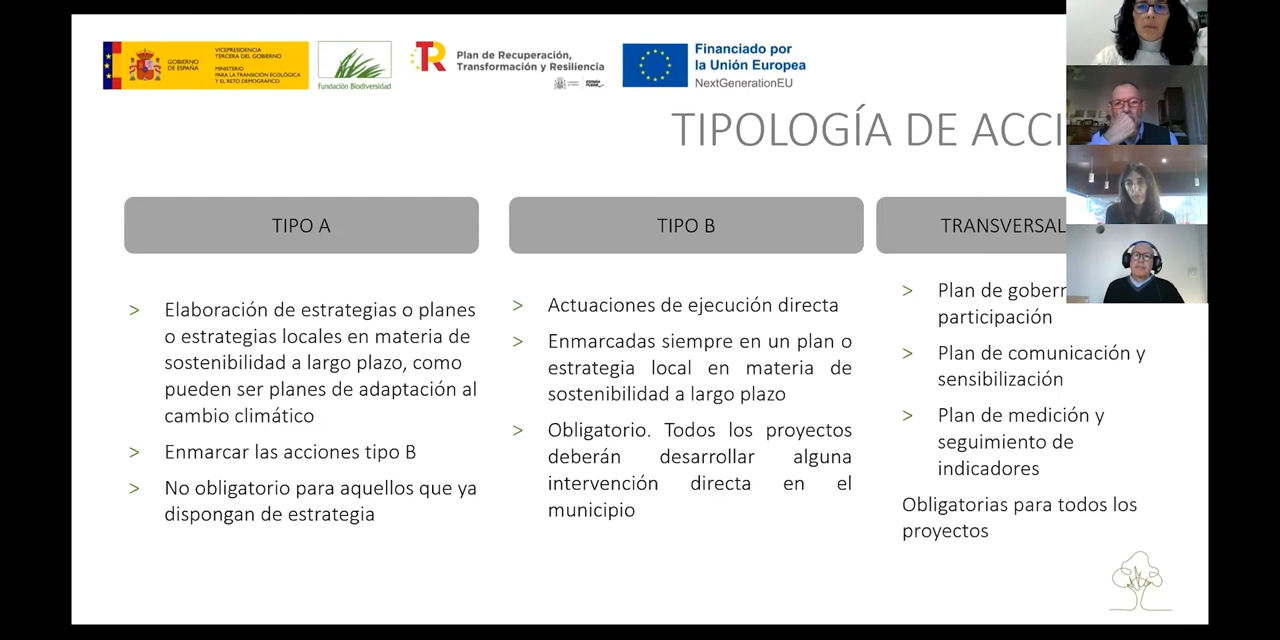 GOBIERNO
DE ESPAÑA
VICEPRESIDENCIA
TERCERA DEL GOBIERNO
MINISTERIO
PARA LA TRANSICIÓN ECOLÓGICA
Y EL RETO DEMOGRÁFICO
Fundación Biodiversidad
TR
Plan de Recuperación,
Transformación y Resiliencia
Financiado por
la Unión Europea
NextGenerationEU
TIPOLOGÍA DE ACCI
TIPO A
> Elaboración de estrategias o planes
o estrategias locales en materia de
sostenibilidad a largo plazo, como
pueden ser planes de adaptación al
cambio climático
> Enmarcar las acciones tipo B
> No obligatorio para aquellos que ya
dispongan de estrategia
TIPO B
> Actuaciones de ejecución directa
> Enmarcadas siempre en un plan o
estrategia local en materia de
sostenibilidad a largo plazo
> Obligatorio. Todos los proyectos
deberán desarrollar alguna
intervención directa en el
municipio
TRANSVERSAL
> Plan de gober
participación
> Plan de comunicación y
sensibilización
> Plan de medición y
seguimiento de
indicadores
Obligatorias para todos los
proyectos